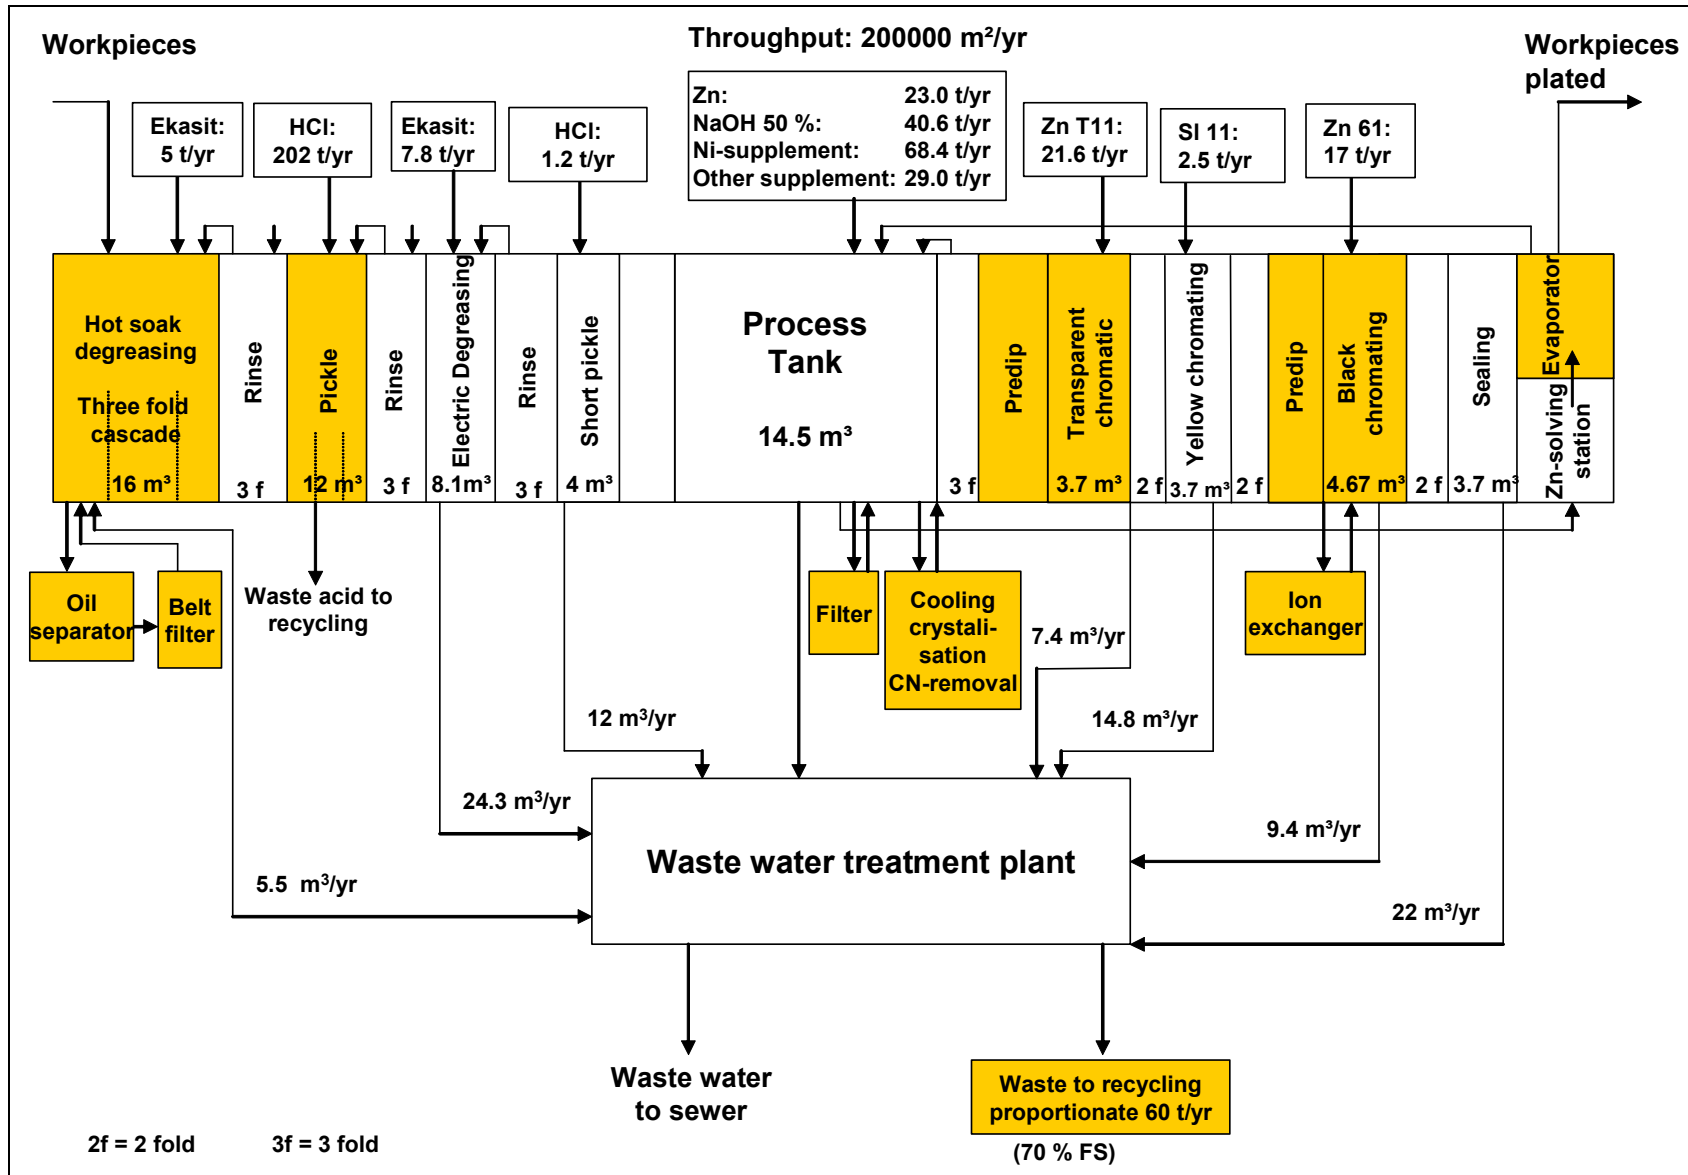 Workpieces
Throughput: 200000 m²/yr
Workpieces
plated
Ekasit:
5 t/yr
HCl:
202 t/yr
Ekasit:
7.8 t/yr
HCl:
1.2 t/yr
Zn: 23.0 t/yr
NaOH 50 %: 40.6 t/yr
Ni-supplement: 68.4 t/yr
Other supplement: 29.0 t/yr
Zn T11:
21.6 t/yr
SI 11:
2.5 t/yr
Zn 61:
17 t/yr
Hot soak
degreasing
Three fold
cascade
16 m³
Rinse
3 f
Pickle
12 m³
Rinse
3 f
Electric Degreasing
8.1m³
Rinse
3 f
Short pickle
4 m³
Process
Tank
14.5 m³
3 f
Predip
Transparent
chromatic
3.7 m³
2 f
Yellow chromating
3.7 m³
2 f
Predip
Black
chromating
4.67 m³
2 f
Sealing
3.7 m³
Evaporator
Zn-solving
station
Oil
separator
Belt
filter
Waste acid to
recycling
Filter
Cooling
crystali-
sation
CN-removal
Ion
exchanger
7.4 m³/yr
12 m³/yr
14.8 m³/yr
24.3 m³/yr
9.4 m³/yr
5.5 m³/yr
22 m³/yr
Waste water treatment plant
Waste water
to sewer
Waste to recycling
proportionate 60 t/yr
(70 % FS)
2f = 2 fold 3f = 3 fold